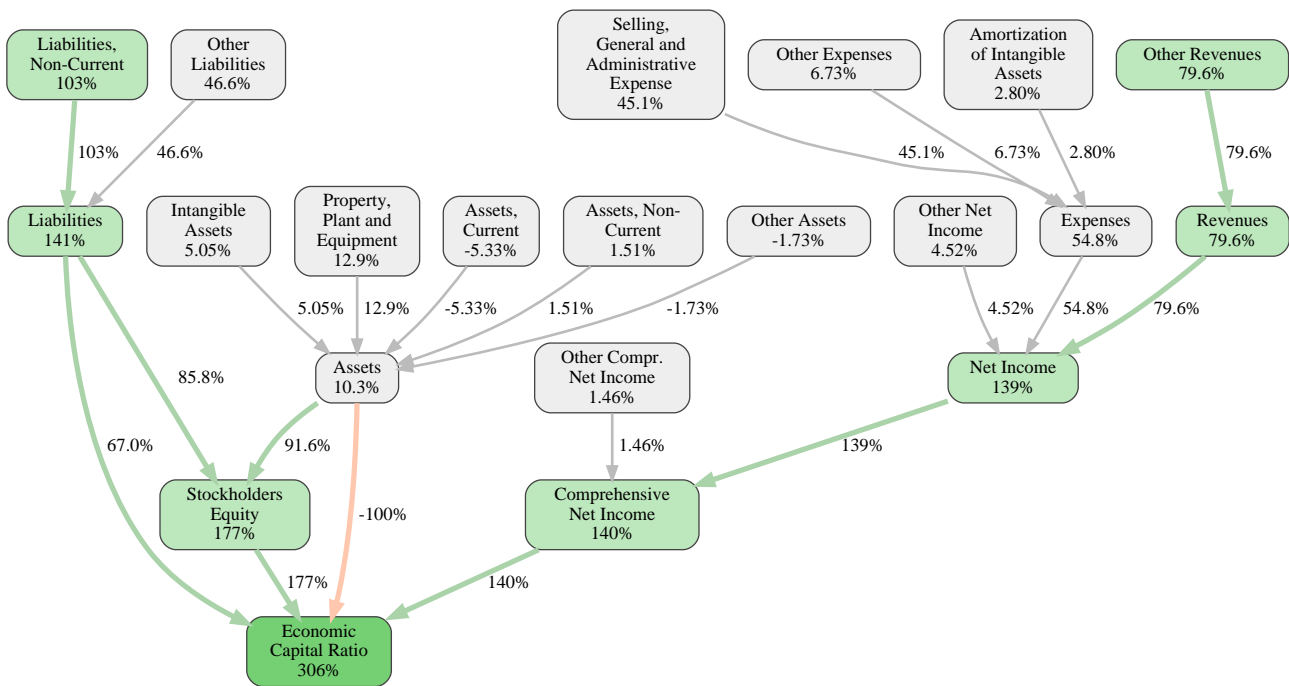 Liabilities,
Non-Current
103%
Other
Liabilities
46.6%
Selling,
General and
Administrative
Expense
45.1%
Other Expenses
6.73%
Amortization
of Intangible
Assets
2.80%
Other Revenues
79.6%
103%
46.6%
45.1%
6.73%
2.80%
79.6%
Liabilities
141%
Intangible
Assets
5.05%
Property,
Plant and
Equipment
12.9%
Assets,
Current
-5.33%
Assets, Non-
Current
1.51%
Other Assets
-1.73%
Other Net
Income
4.52%
Expenses
54.8%
Revenues
79.6%
5.05%
12.9%
-5.33%
1.51%
-1.73%
4.52%
54.8%
79.6%
85.8%
Assets
10.3%
Other Compr.
Net Income
1.46%
Net Income
139%
67.0%
91.6%
1.46%
139%
Stockholders
Equity
177%
-100%
Comprehensive
Net Income
140%
177%
140%
Economic
Capital Ratio
306%